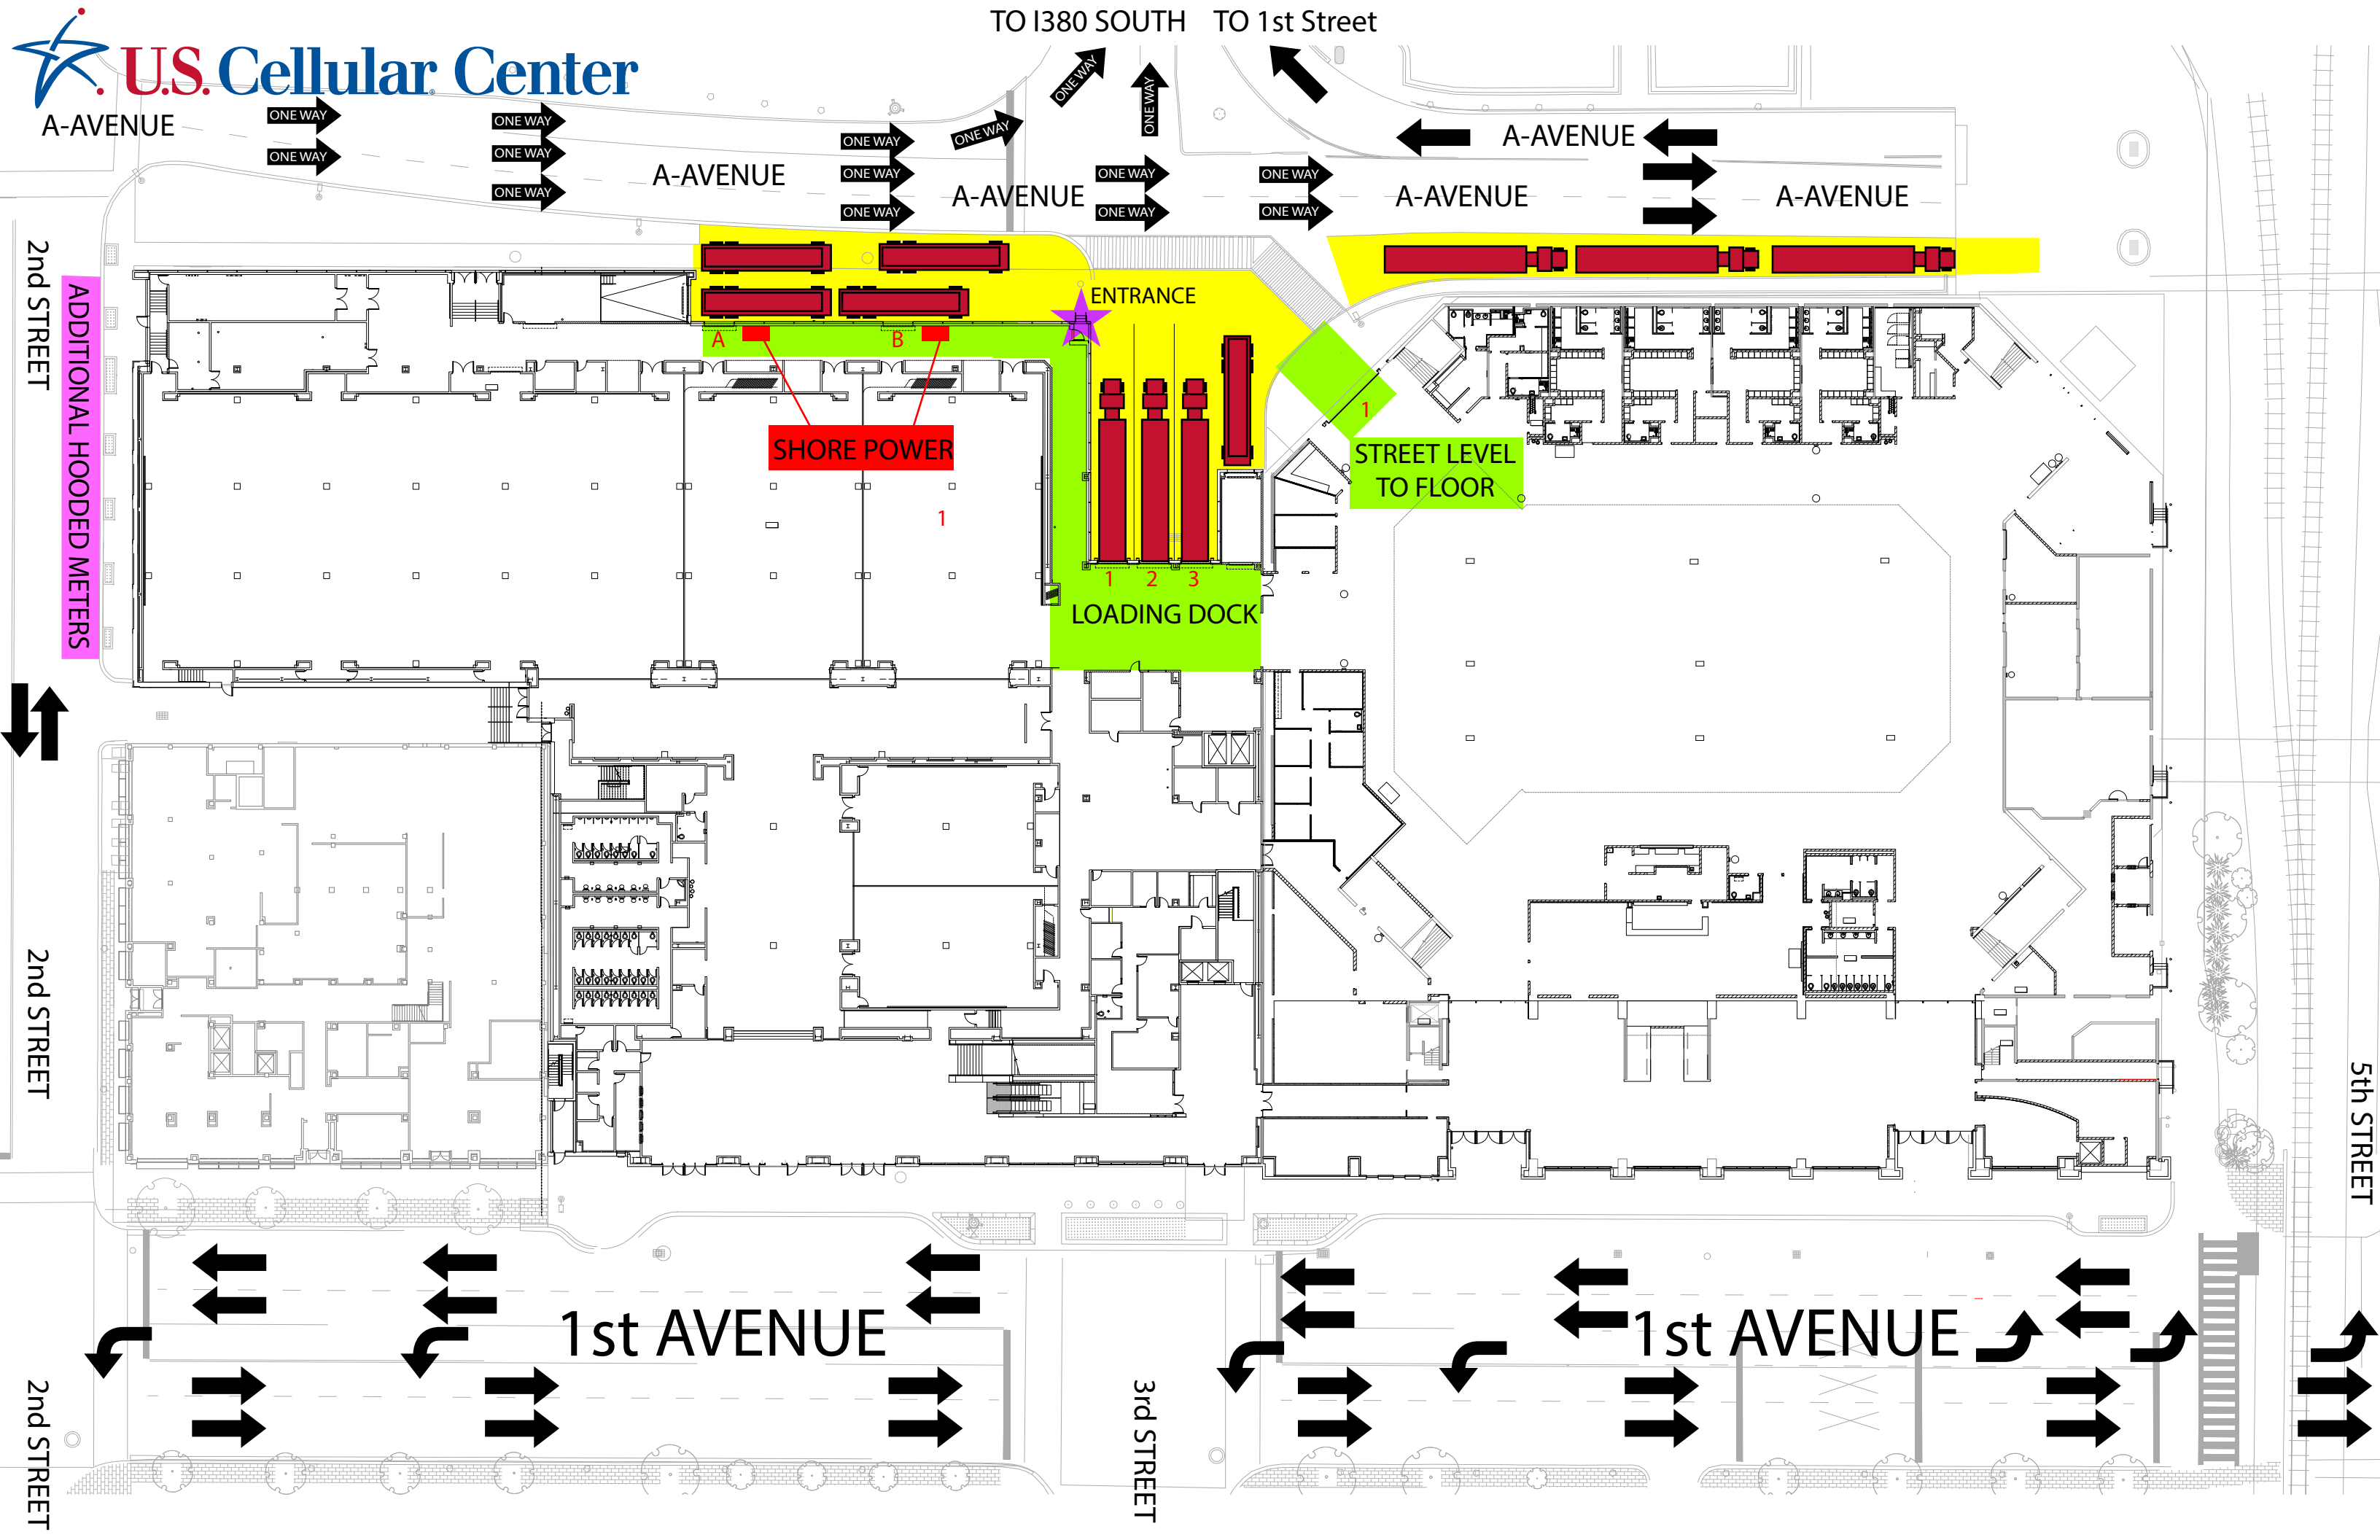 TO I380 SOUTH
TO 1st Street
U.S. Cellular Center
A-AVENUE
ONE WAY
ONE WAY
ONE WAY
ONE WAY
ONE WAY
A-AVENUE
ONE WAY
ONE WAY
ONE WAY
ONE WAY
ONE WAY
ONE WAY
A-AVENUE
ONE WAY
ONE WAY
ONE WAY
ONE WAY
A-AVENUE
A-AVENUE
A-AVENUE
2nd STREET
ADDITIONAL HOODED METERS
ENTRANCE
A
B
SHORE POWER
1
1
STREET LEVEL
TO FLOOR
1
2
3
LOADING DOCK
2nd STREET
5th STREET
1st AVENUE
1st AVENUE
2nd STREET
3rd STREET